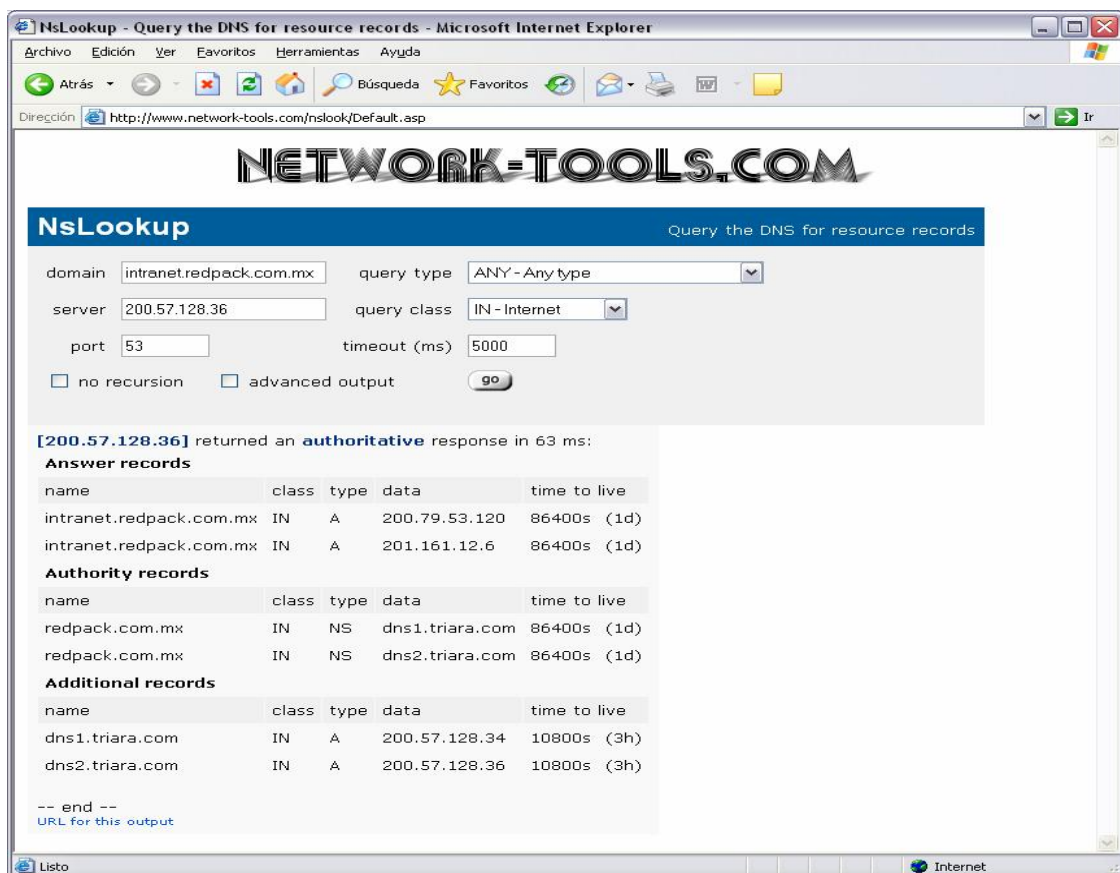 NsLookup - Query the DNS for resource records - Microsoft Internet Explorer
Archivo Edición Ver Favoritos Herramientas Ayuda
Atrás Búsqueda Favoritos
Dirección http://www.network-tools.com/nslook/Default.asp Ir
NETWORK-TOOLS.COM
NsLookup Query the DNS for resource records
domain intranet.redpack.com.mx query type ANY - Any type
server 200.57.128.36 query class IN - Internet
port 53 timeout (ms) 5000
no recursion advanced output go
[200.57.128.36] returned an authoritative response in 63 ms:
Answer records
name class type data time to live
intranet.redpack.com.mx IN A 200.79.53.120 86400s (1d)
intranet.redpack.com.mx IN A 201.161.12.6 86400s (1d)
Authority records
name class type data time to live
redpack.com.mx IN NS dns1.triara.com 86400s (1d)
redpack.com.mx IN NS dns2.triara.com 86400s (1d)
Additional records
name class type data time to live
dns1.triara.com IN A 200.57.128.34 10800s (3h)
dns2.triara.com IN A 200.57.128.36 10800s (3h)
-- end --
URL for this output
Listo Internet